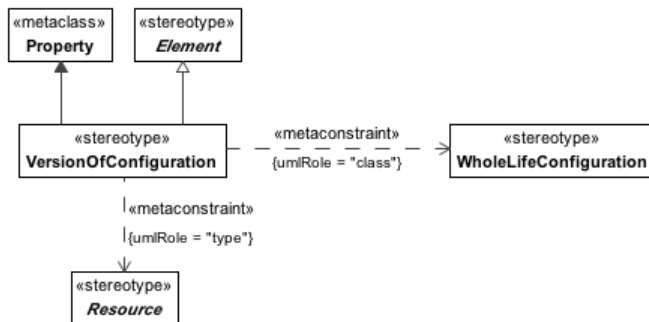 «metaclass»
Property
«stereotype»
Element
«stereotype»
VersionOfConfiguration
«metaconstraint»
{umlRole = "class"}
«stereotype»
WholeLifeConfiguration
«metaconstraint»
{umlRole = "type"}
«stereotype»
Resource